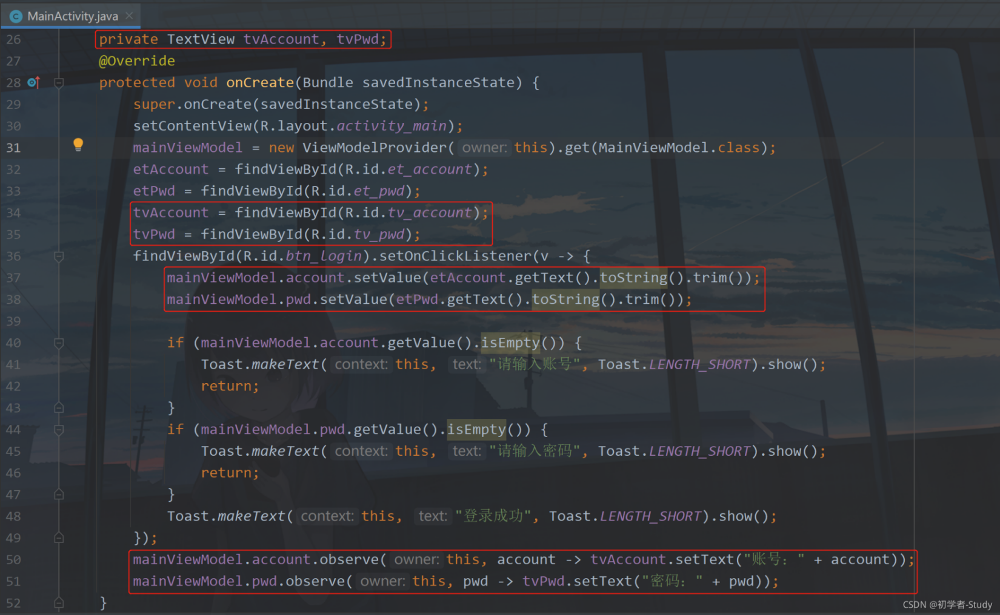 MainActivity.java
26 private TextView tvAccount, tvPwd;
27 @Override
28 protected void onCreate(Bundle savedInstanceState) {
29 super.onCreate(savedInstanceState);
30 setContentView(R.layout.activity_main);
31 mainViewModel = new ViewModelProvider( owner: this).get(MainViewModel.class);
32 etAccount = findViewById(R.id.et_account);
33 etPwd = findViewById(R.id.et_pwd);
34 tvAccount = findViewById(R.id.tv_account);
35 tvPwd = findViewById(R.id.tv_pwd);
36 findViewById(R.id.btn_login).setOnClickListener(v -> {
37 mainViewModel.account.setValue(etAccount.getText().toString().trim());
38 mainViewModel.pwd.setValue(etPwd.getText().toString().trim());
39
40 if (mainViewModel.account.getValue().isEmpty()) {
41 Toast.makeText( context: this, text: "请输入账号", Toast.LENGTH_SHORT).show();
42 return;
43 }
44 if (mainViewModel.pwd.getValue().isEmpty()) {
45 Toast.makeText( context: this, text: "请输入密码", Toast.LENGTH_SHORT).show();
46 return;
47 }
48 Toast.makeText( context: this, text: "登录成功", Toast.LENGTH_SHORT).show();
49 });
50 mainViewModel.account.observe( owner: this, account -> tvAccount.setText("账号：" + account));
51 mainViewModel.pwd.observe( owner: this, pwd -> tvPwd.setText("密码：" + pwd));
52 }
CSDN @初学者-Study